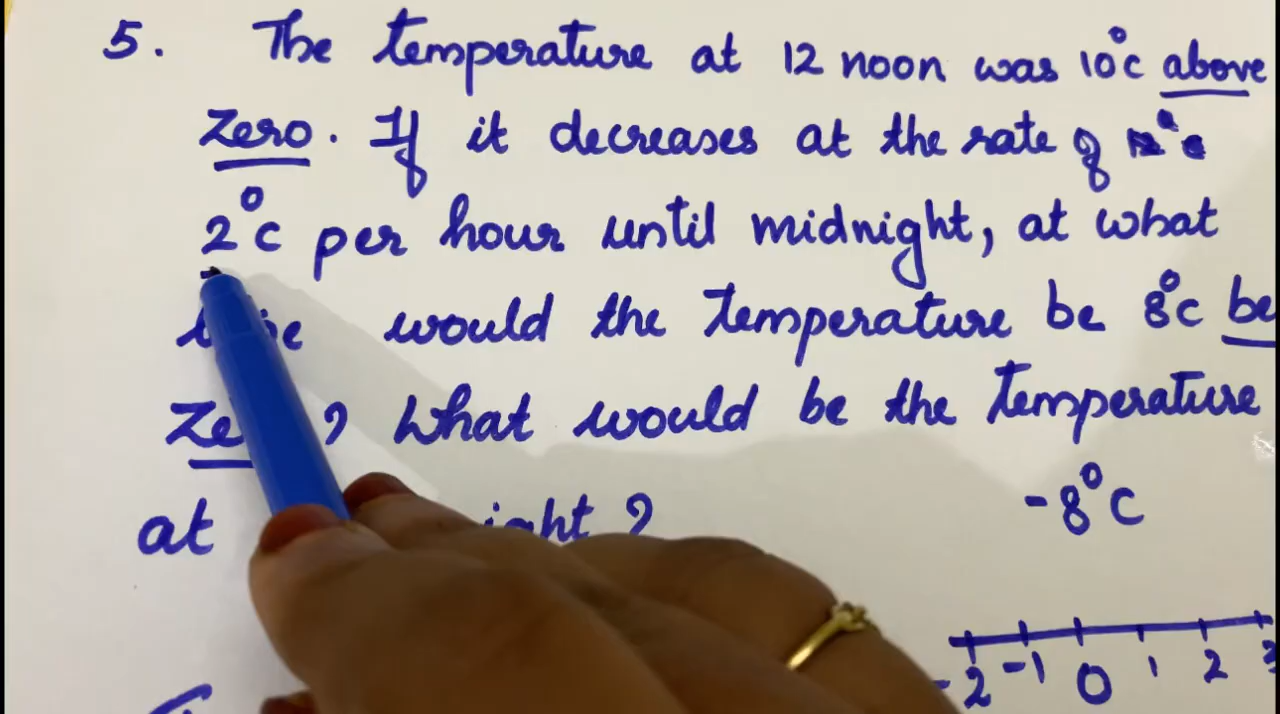 5. The temperature at 12 noon was 10°c above
Zero. If it decreases at the rate of
2°c per hour until midnight, at what
would the Temperature be 8°c be
? What would be the Temperature
at ?
-8°c
-2 -1 0 1 2 3